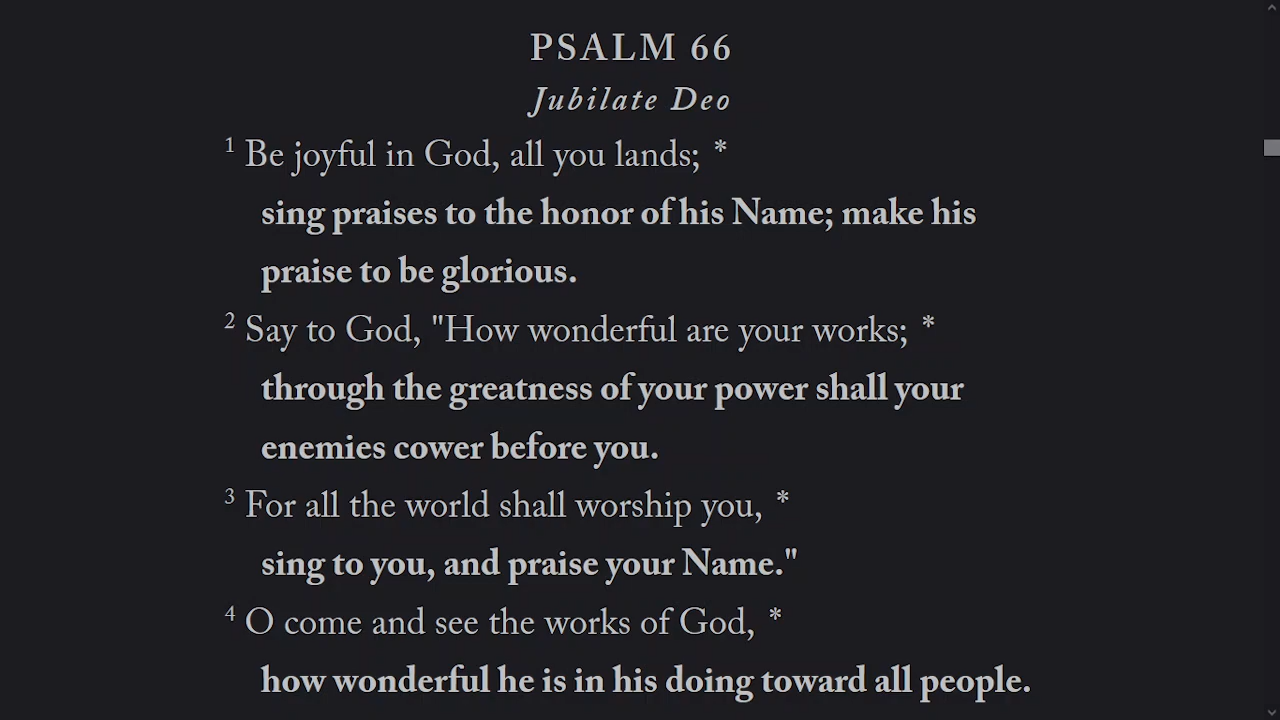 PSALM 66
Jubilate Deo
1 Be joyful in God, all you lands; *
sing praises to the honor of his Name; make his
praise to be glorious.
2 Say to God, "How wonderful are your works; *
through the greatness of your power shall your
enemies cower before you.
3 For all the world shall worship you, *
sing to you, and praise your Name."
4 O come and see the works of God, *
how wonderful he is in his doing toward all people.